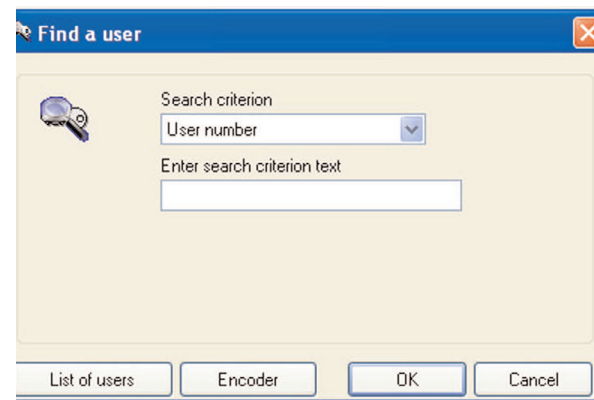 Find a user
Search criterion
User number
Enter search criterion text
List of users
Encoder
OK
Cancel